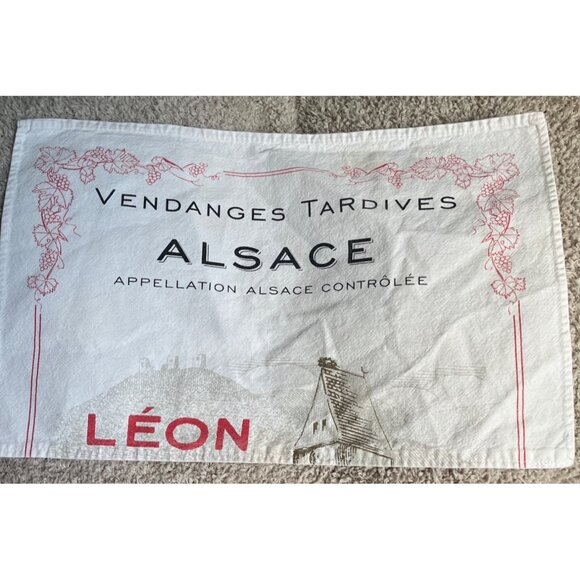 VENDANGES TARDIVES
ALSACE
APPELLATION ALSACE CONTRÔLÉE
LÉON